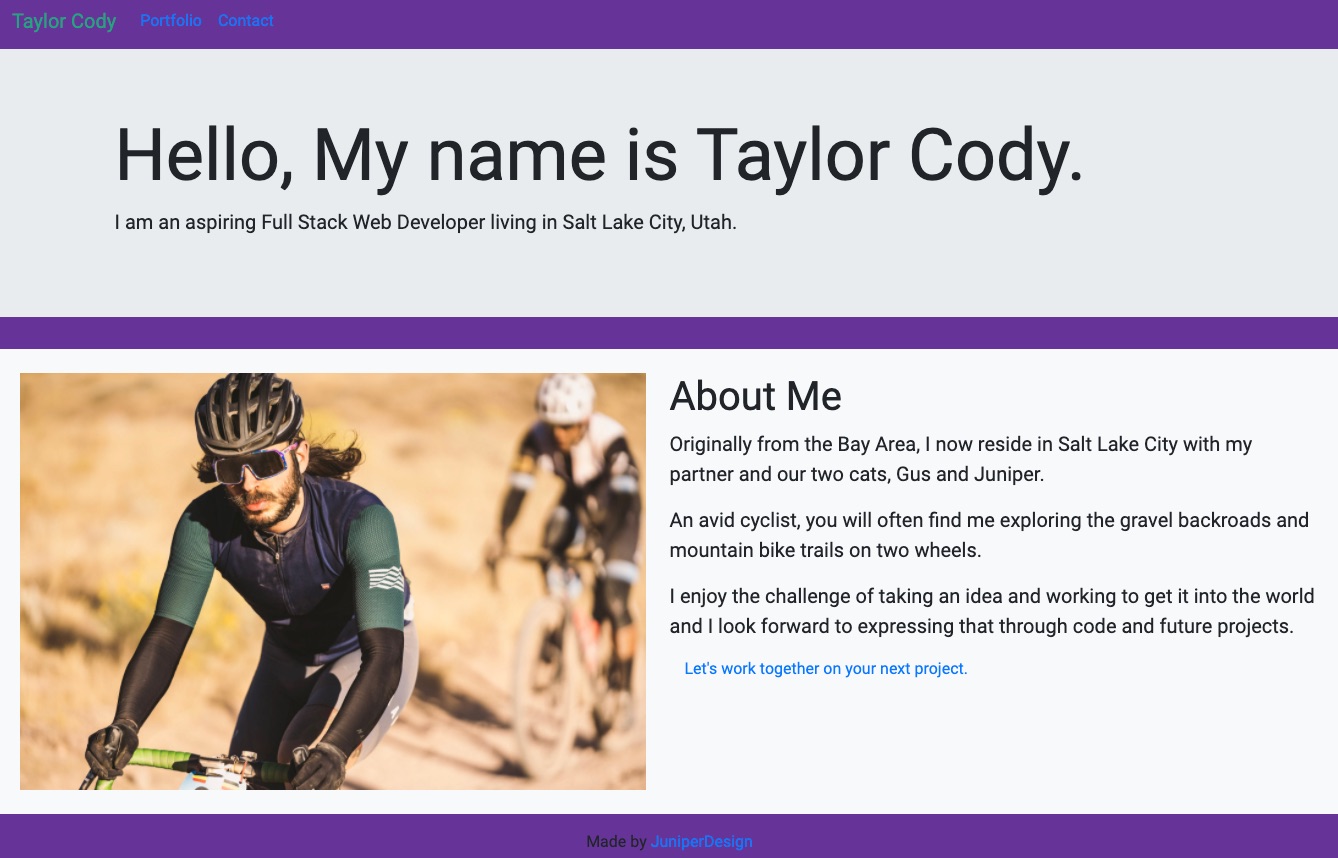 Taylor Cody Portfolio Contact
Hello, My name is Taylor Cody.
I am an aspiring Full Stack Web Developer living in Salt Lake City, Utah.
About Me
Originally from the Bay Area, I now reside in Salt Lake City with my
partner and our two cats, Gus and Juniper.
An avid cyclist, you will often find me exploring the gravel backroads and
mountain bike trails on two wheels.
I enjoy the challenge of taking an idea and working to get it into the world
and I look forward to expressing that through code and future projects.
Let's work together on your next project.
Made by JuniperDesign